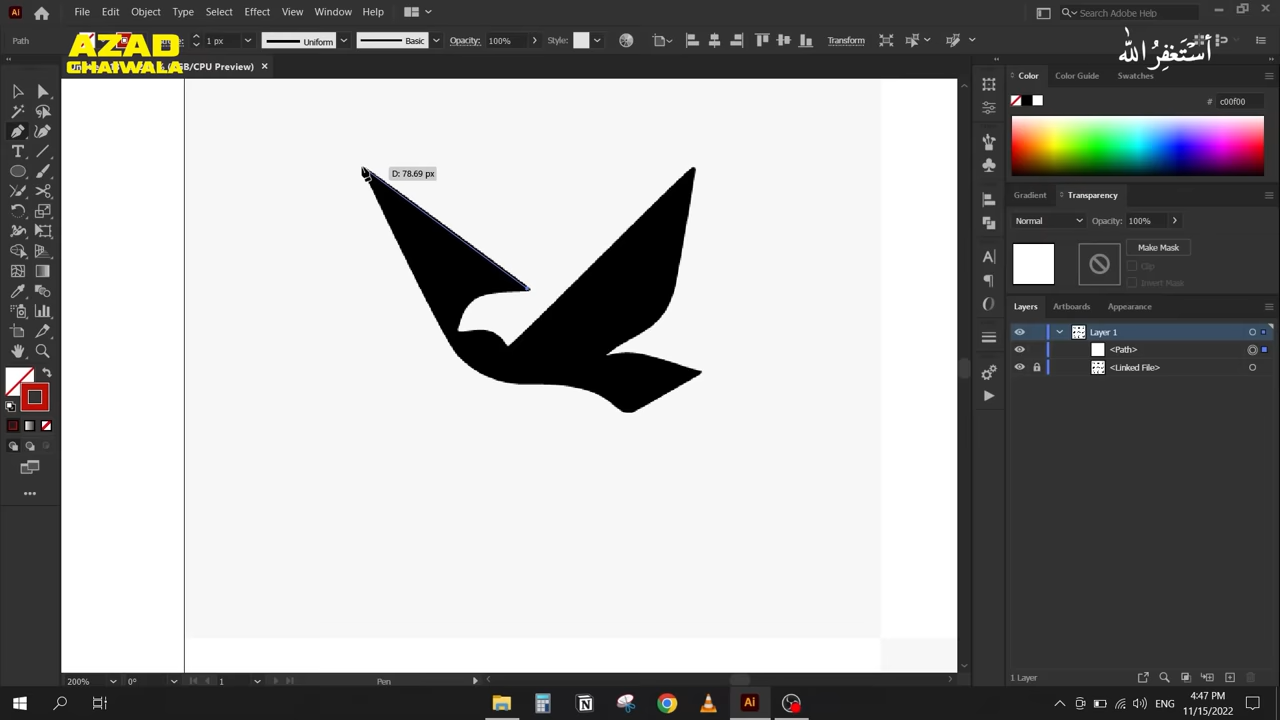 File Edit Object Type Select Effect View Window Help
Search Adobe Help
Path
1 px
Uniform
Basic
Opacity: 100%
Style:
Transform
AZAD
CHAIWALA
أستغفر الله
/CPU Preview) ×
D: 78.69 px
Color Color Guide Swatches
# c00f00
Gradient Transparency
Normal Opacity: 100%
Make Mask
Clip
Invert Mask
Layers Artboards Appearance
Layer 1
<Path>
<Linked File>
1 Layer
200% 0° 1 Pen
ENG
4:47 PM
11/15/2022